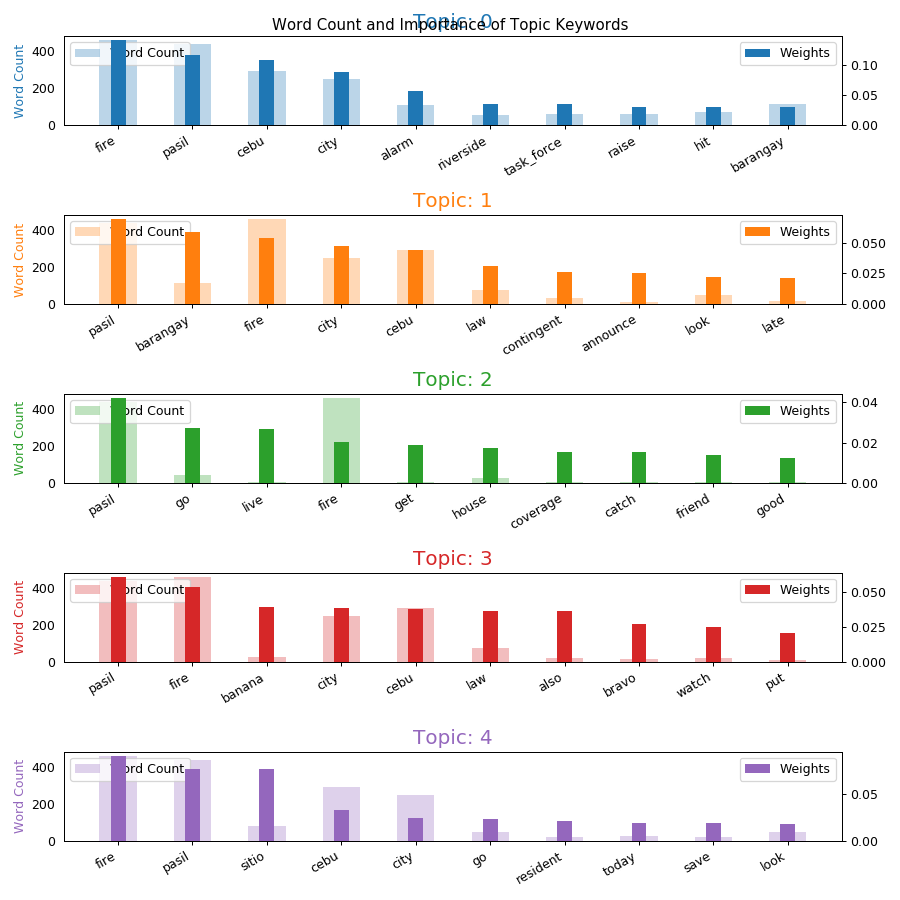 Topic: 0
Word Count and Importance of Topic Keywords
Word Count
Word Count
Weights
400
200
0
0.10
0.05
0.00
fire pasil cebu city alarm riverside task_force raise hit barangay
Topic: 1
Word Count
Word Count
Weights
400
200
0
0.050
0.025
0.000
pasil barangay fire city cebu law contingent announce look late
Topic: 2
Word Count
Word Count
Weights
400
200
0
0.04
0.02
0.00
pasil go live fire get house coverage catch friend good
Topic: 3
Word Count
Word Count
Weights
400
200
0
0.050
0.025
0.000
pasil fire banana city cebu law also bravo watch put
Topic: 4
Word Count
Word Count
Weights
400
200
0
0.05
0.00
fire pasil sitio cebu city go resident today save look